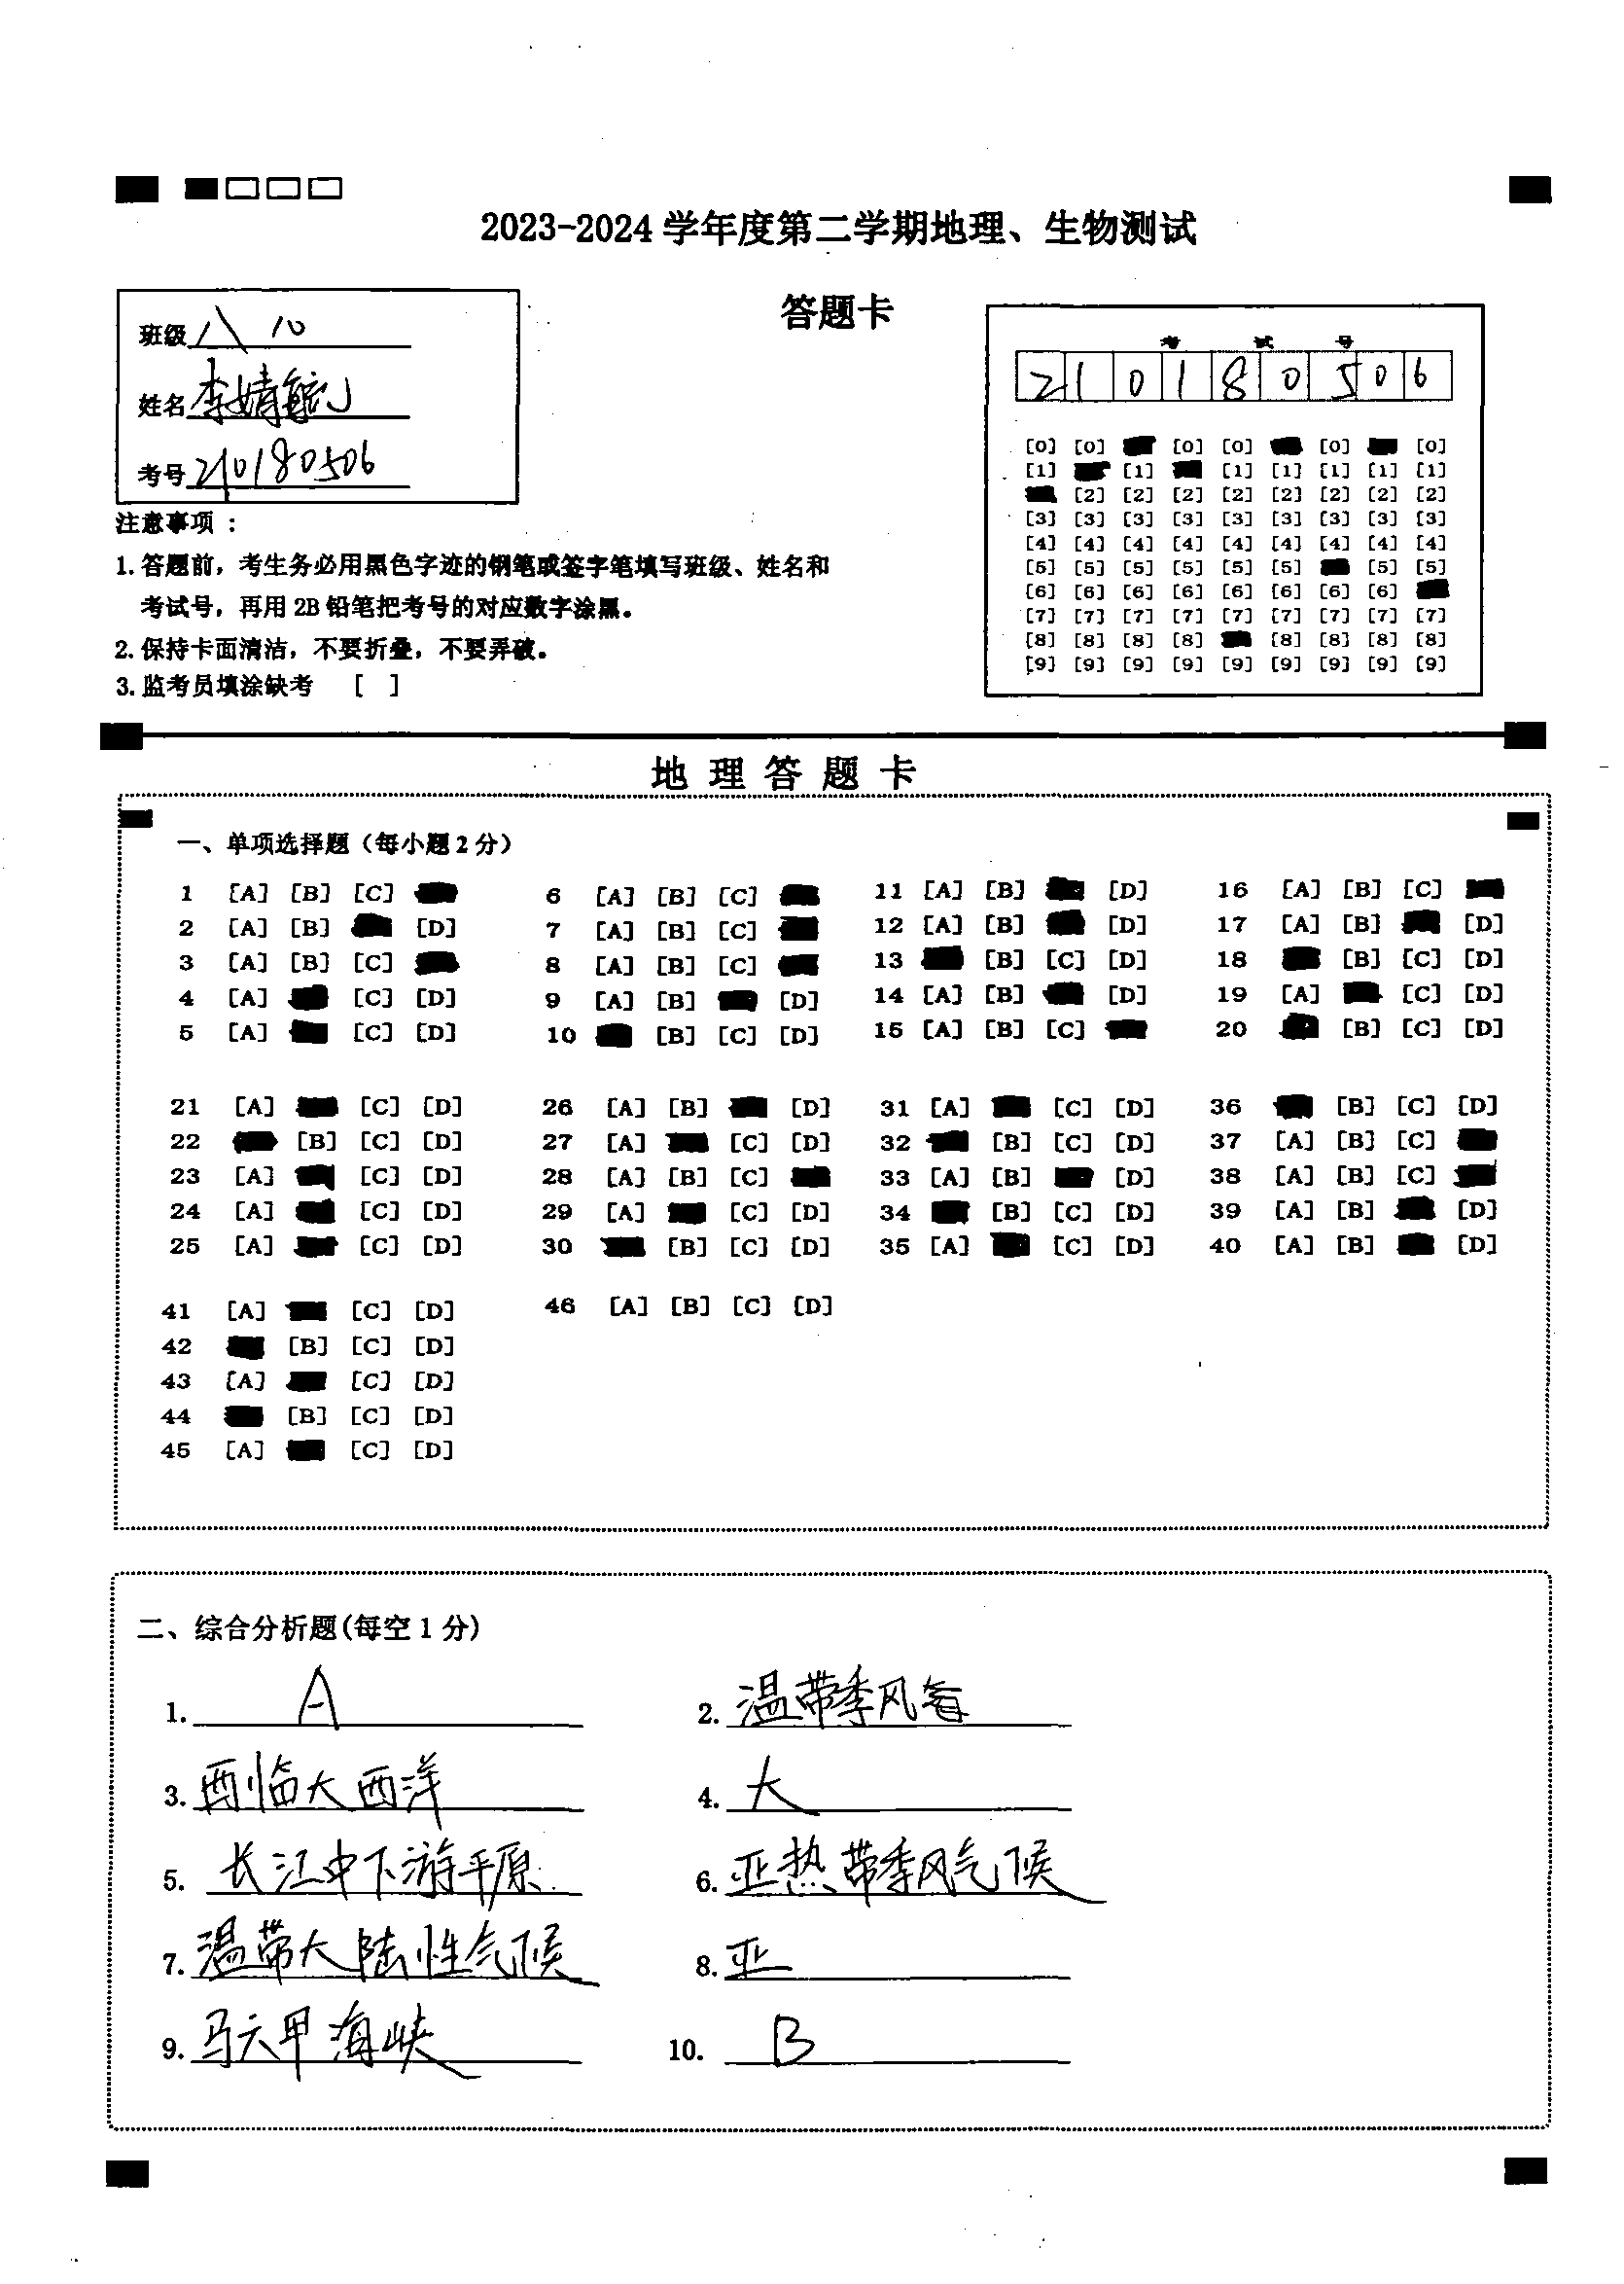 2023-2024 学年度第二学期地理、生物测试
答题卡
班级 八 10
姓名 李婧毓
考号 210180506
注意事项：
1. 答题前，考生务必用黑色字迹的钢笔或签字笔填写班级、姓名和
考试号，再用 2B 铅笔把考号的对应数字涂黑。
2. 保持卡面清洁，不要折叠，不要弄破。
3. 监考员填涂缺考 [ ]
考 试 号
2 1 0 1 8 0 5 0 6
[0] [0] [0] [0] [0] [0]
[1] [1] [1] [1] [1] [1] [1]
[2] [2] [2] [2] [2] [2] [2] [2]
[3] [3] [3] [3] [3] [3] [3] [3] [3]
[4] [4] [4] [4] [4] [4] [4] [4] [4]
[5] [5] [5] [5] [5] [5] [5] [5]
[6] [6] [6] [6] [6] [6] [6] [6]
[7] [7] [7] [7] [7] [7] [7] [7] [7]
[8] [8] [8] [8] [8] [8] [8] [8]
[9] [9] [9] [9] [9] [9] [9] [9] [9]
地理答题卡
一、单项选择题（每小题 2 分）
1 [A] [B] [C]
2 [A] [B] [D]
3 [A] [B] [C]
4 [A] [C] [D]
5 [A] [C] [D]
6 [A] [B] [C]
7 [A] [B] [C]
8 [A] [B] [C]
9 [A] [B] [D]
10 [B] [C] [D]
11 [A] [B] [D]
12 [A] [B] [D]
13 [B] [C] [D]
14 [A] [B] [D]
15 [A] [B] [C]
16 [A] [B] [C]
17 [A] [B] [D]
18 [B] [C] [D]
19 [A] [C] [D]
20 [B] [C] [D]
21 [A] [C] [D]
22 [B] [C] [D]
23 [A] [C] [D]
24 [A] [C] [D]
25 [A] [C] [D]
26 [A] [B] [D]
27 [A] [C] [D]
28 [A] [B] [C]
29 [A] [C] [D]
30 [B] [C] [D]
31 [A] [C] [D]
32 [B] [C] [D]
33 [A] [B] [D]
34 [B] [C] [D]
35 [A] [C] [D]
36 [B] [C] [D]
37 [A] [B] [C]
38 [A] [B] [C]
39 [A] [B] [D]
40 [A] [B] [D]
41 [A] [C] [D]
42 [B] [C] [D]
43 [A] [C] [D]
44 [B] [C] [D]
45 [A] [C] [D]
46 [A] [B] [C] [D]
二、综合分析题(每空 1 分)
1. A
2. 温带季风
3. 西临大西洋
4. 大
5. 长江中下游平原
6. 亚热带季风气候
7. 温带大陆性气候
8. 亚
9. 马六甲海峡
10. B